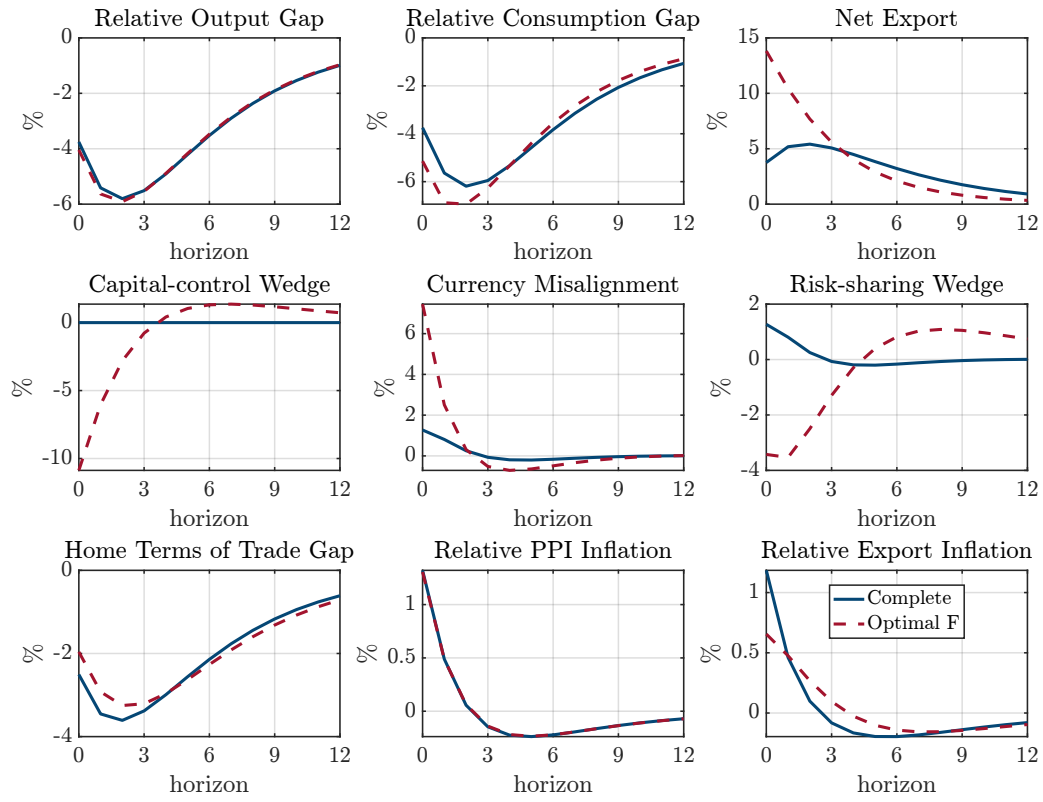 Relative Output Gap
0
-2
-4
-6
%
0 3 6 9 12
horizon
Relative Consumption Gap
0
-2
-4
-6
%
0 3 6 9 12
horizon
Net Export
15
10
5
0
%
0 3 6 9 12
horizon
Capital-control Wedge
0
-5
-10
%
0 3 6 9 12
horizon
Currency Misalignment
6
4
2
0
%
0 3 6 9 12
horizon
Risk-sharing Wedge
2
0
-2
-4
%
0 3 6 9 12
horizon
Home Terms of Trade Gap
0
-2
-4
%
0 3 6 9 12
horizon
Relative PPI Inflation
1
0.5
0
%
0 3 6 9 12
horizon
Relative Export Inflation
1
0.5
0
%
Complete
Optimal F
0 3 6 9 12
horizon